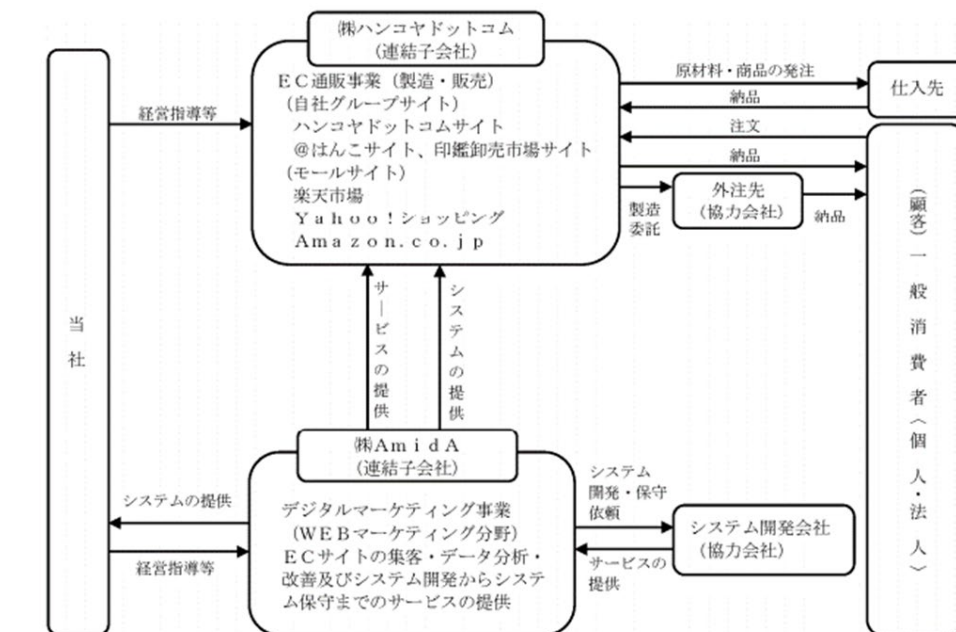 ㈱ハンコヤドットコム
（連結子会社）
ＥＣ通販事業（製造・販売）
（自社グループサイト）
ハンコヤドットコムサイト
＠はんこサイト、印鑑卸売市場サイト
（モールサイト）
楽天市場
Ｙａｈｏｏ！ショッピング
Ａｍａｚｏｎ．ｃｏ．ｊｐ
経営指導等
原材料・商品の発注
納品
仕入先
注文
納品
製造
委託
外注先
（協力会社）
納品
（顧客）一般消費者〈個人・法人〉
当社
サービスの提供
システムの提供
㈱ＡｍｉｄＡ
（連結子会社）
デジタルマーケティング事業
（ＷＥＢマーケティング分野）
ＥＣサイトの集客・データ分析・
改善及びシステム開発からシステ
ム保守までのサービスの提供
システムの提供
経営指導等
システム
開発・保守
依頼
サービスの
提供
システム開発会社
（協力会社）